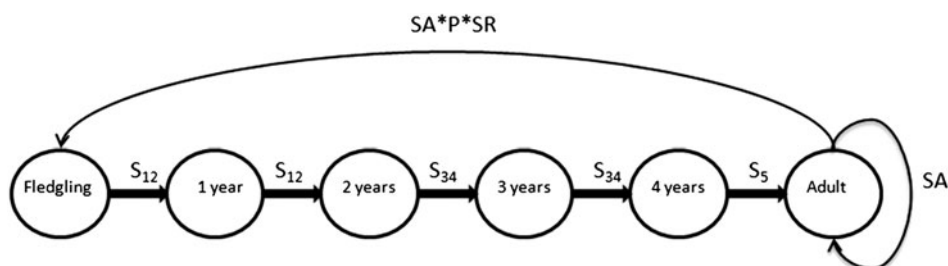 SA*P*SR
S₁₂ S₁₂ S₃₄ S₃₄ S₅
Fledgling 1 year 2 years 3 years 4 years Adult SA